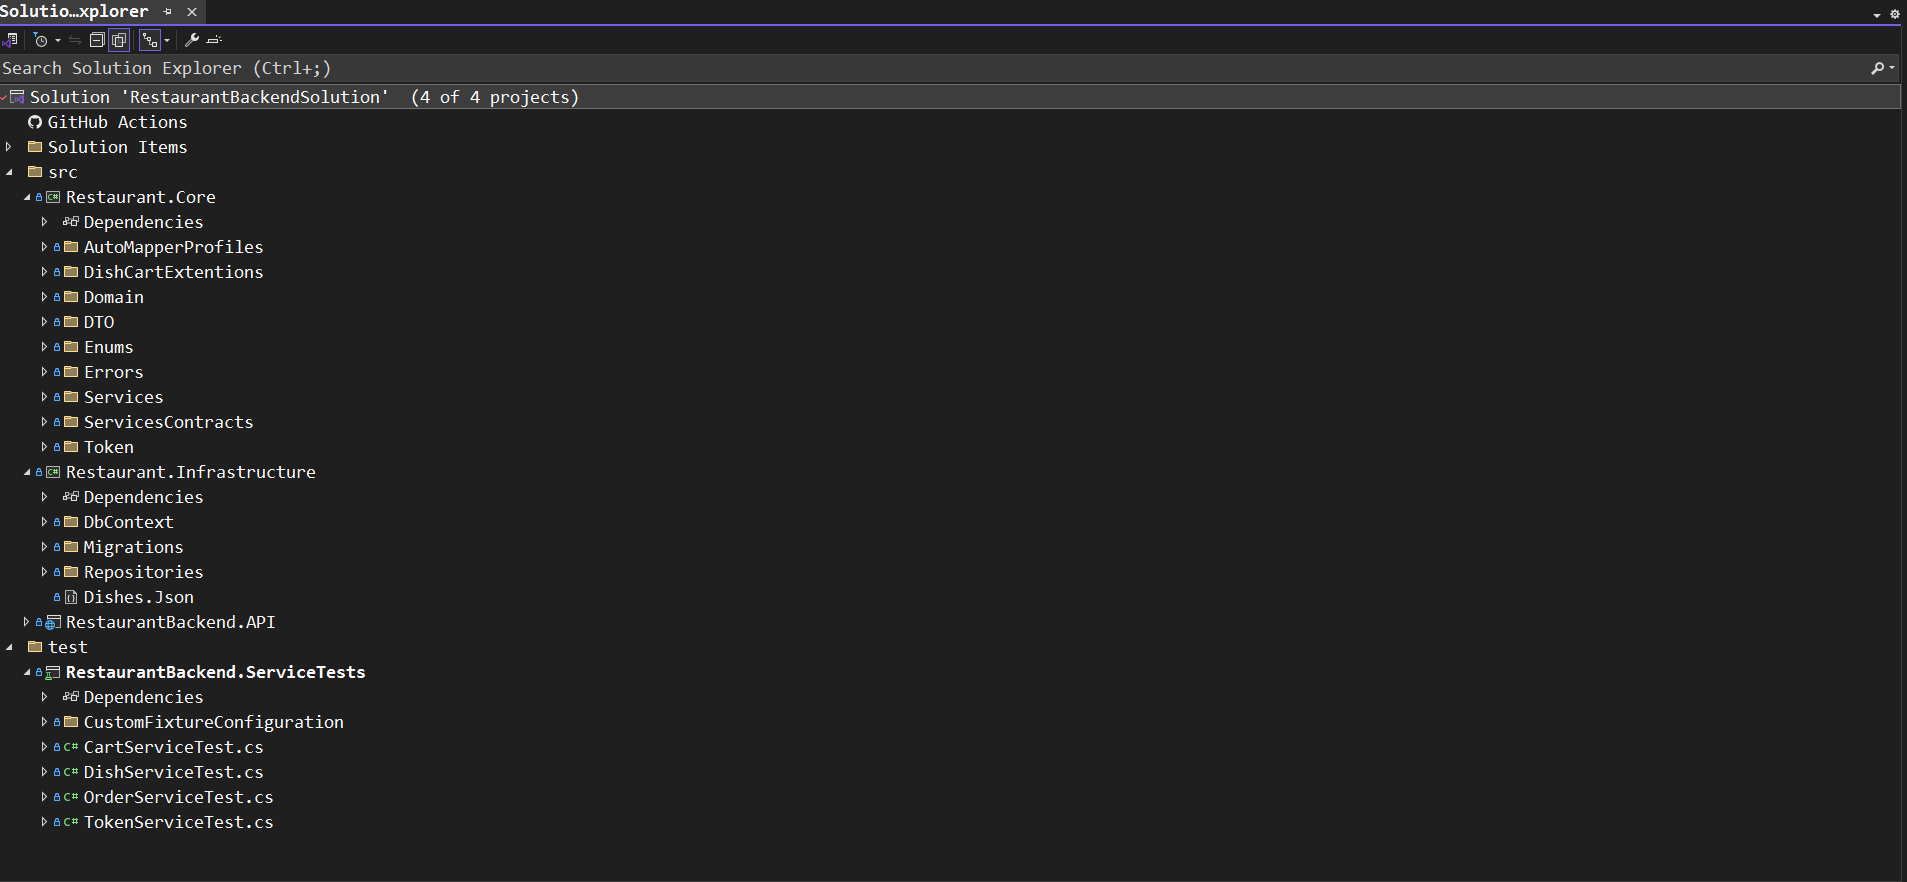 Solutio…xplorer
Search Solution Explorer (Ctrl+;)
Solution 'RestaurantBackendSolution' (4 of 4 projects)
GitHub Actions
Solution Items
src
C# Restaurant.Core
Dependencies
AutoMapperProfiles
DishCartExtentions
Domain
DTO
Enums
Errors
Services
ServicesContracts
Token
C# Restaurant.Infrastructure
Dependencies
DbContext
Migrations
Repositories
Dishes.Json
RestaurantBackend.API
test
RestaurantBackend.ServiceTests
Dependencies
CustomFixtureConfiguration
C# CartServiceTest.cs
C# DishServiceTest.cs
C# OrderServiceTest.cs
C# TokenServiceTest.cs